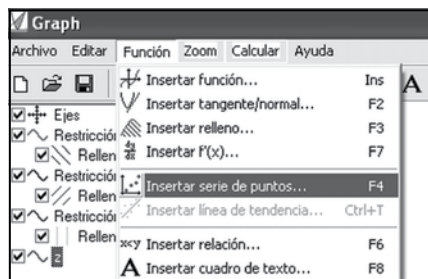 Graph
Archivo Editar Función Zoom Calcular Ayuda
Insertar función... Ins
Insertar tangente/normal... F2
Insertar relleno... F3
Insertar f'(x)... F7
Insertar serie de puntos... F4
Insertar línea de tendencia... Ctrl+T
Insertar relación... F6
Insertar cuadro de texto... F8
A
Ejes
Restricción
Rellen
Restricción
Rellen
Restricción
Rellen
z